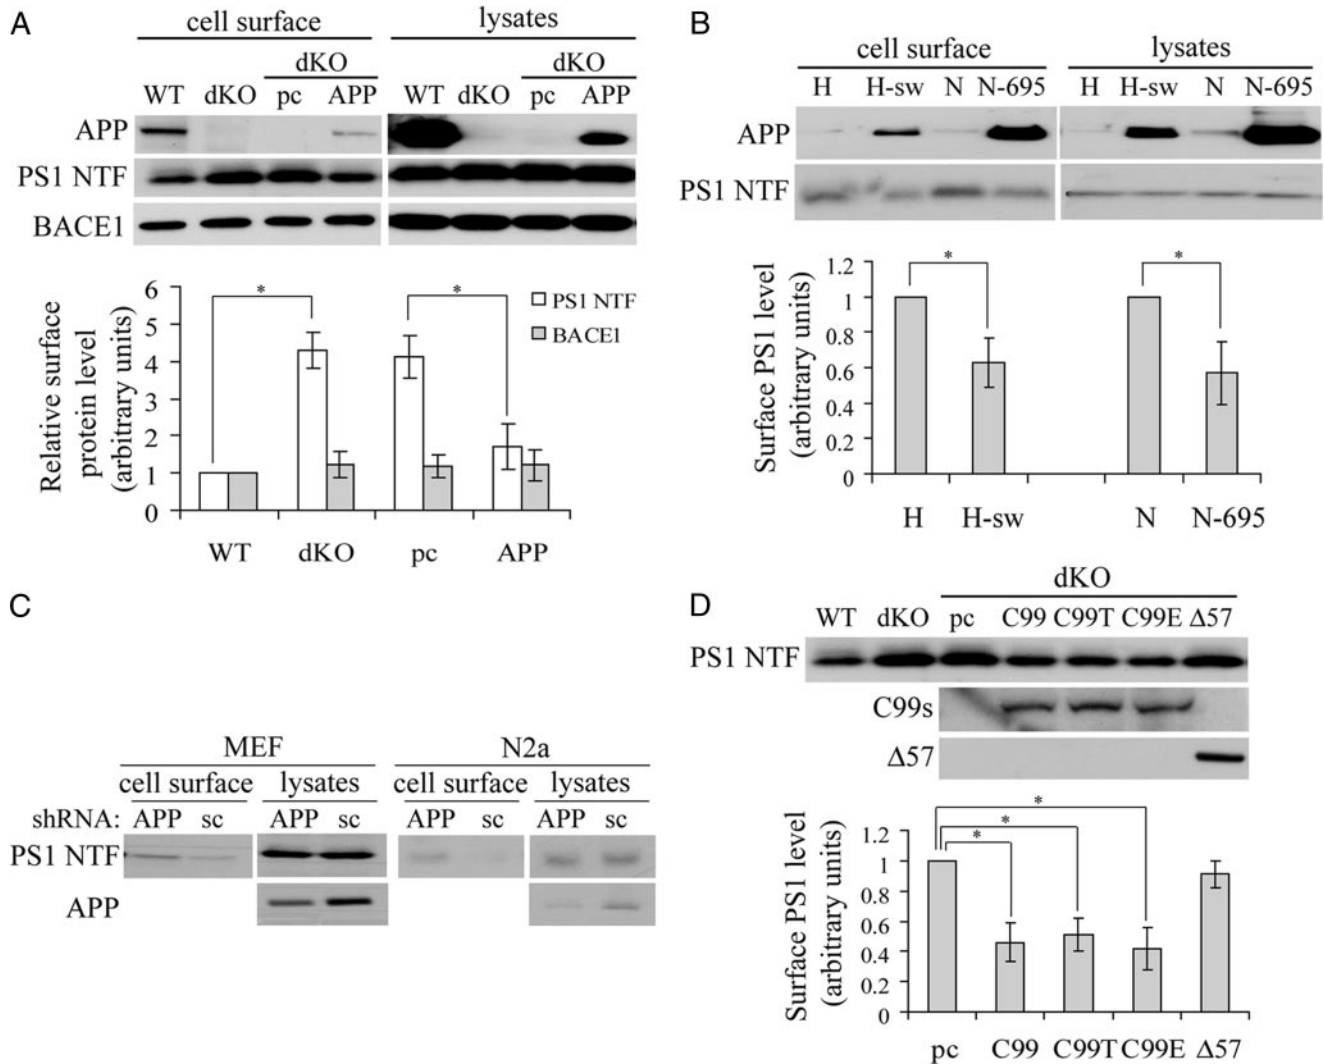 A
cell surface
lysates
dKO
dKO
WT dKO pc APP
WT dKO pc APP
APP
PS1 NTF
BACE1
Relative surface
protein level
(arbitrary units)
6
5
4
3
2
1
0
*
*
PS1 NTF
BACE1
WT dKO pc APP
B
cell surface
lysates
H H-sw N N-695
H H-sw N N-695
APP
PS1 NTF
Surface PS1 level
(arbitrary units)
1.2
1
0.8
0.6
0.4
0.2
0
*
*
H H-sw N N-695
C
MEF
N2a
cell surface lysates
cell surface lysates
shRNA: APP sc APP sc APP sc APP sc
PS1 NTF
APP
D
dKO
WT dKO pc C99 C99T C99E Δ57
PS1 NTF
C99s
Δ57
Surface PS1 level
(arbitrary units)
1.2
1
0.8
0.6
0.4
0.2
0
*
*
*
pc C99 C99T C99E Δ57